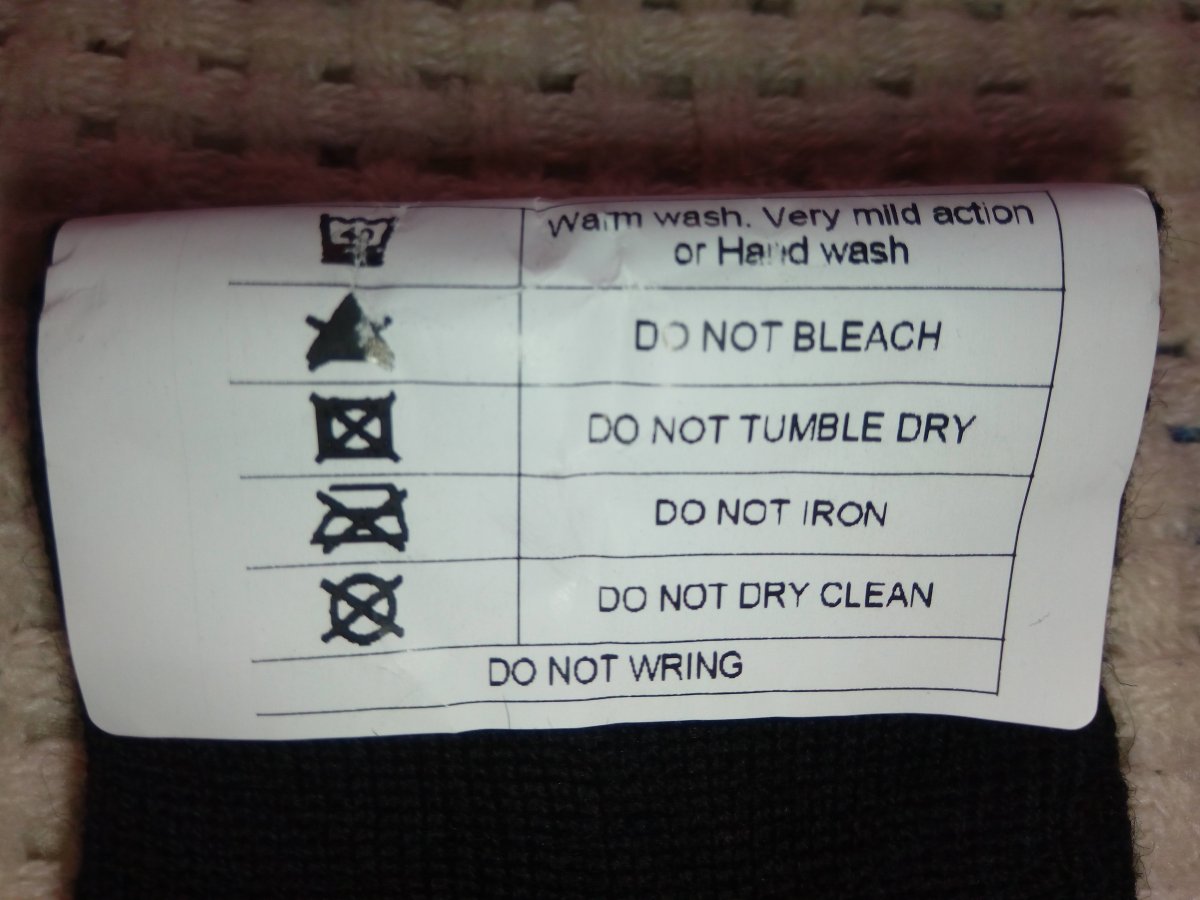 40 Warm wash. Very mild action
or Hand wash
DO NOT BLEACH
DO NOT TUMBLE DRY
DO NOT IRON
DO NOT DRY CLEAN
DO NOT WRING